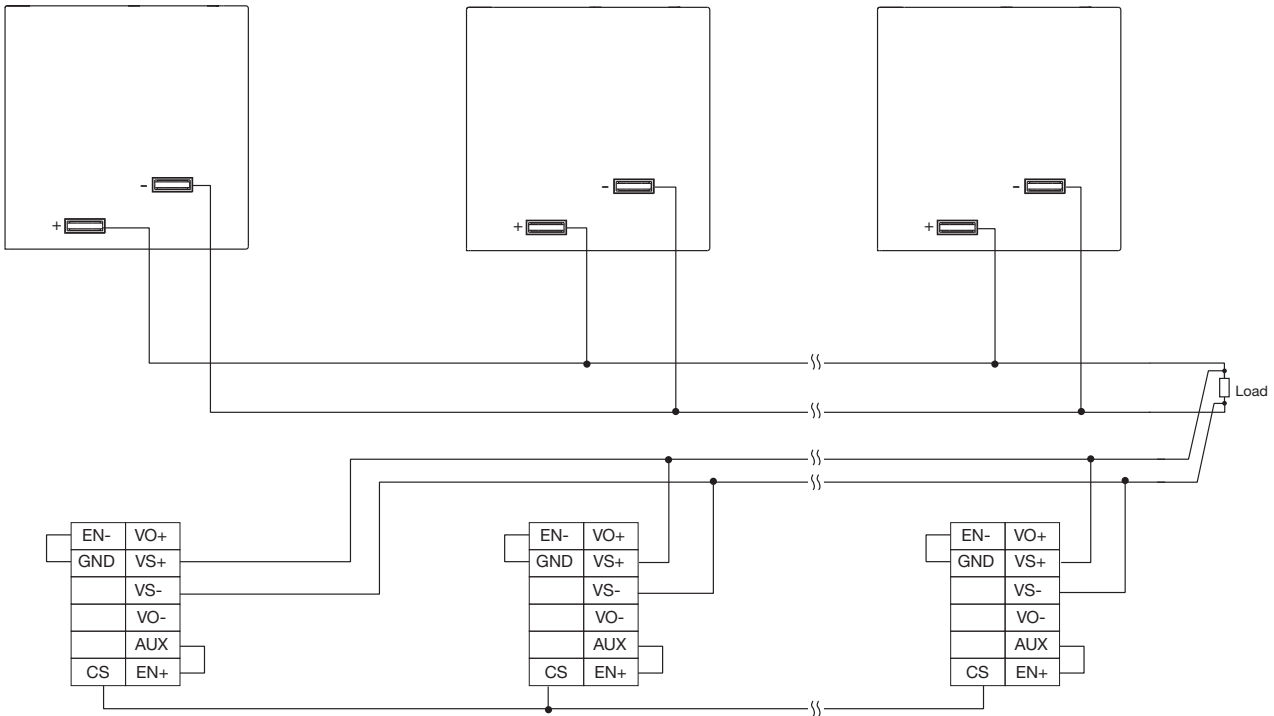 - - -
+ + +
Load
EN- VO+ EN- VO+ EN- VO+
GND VS+ GND VS+ GND VS+
VS- VS- VS-
VO- VO- VO-
AUX AUX AUX
CS EN+ CS EN+ CS EN+